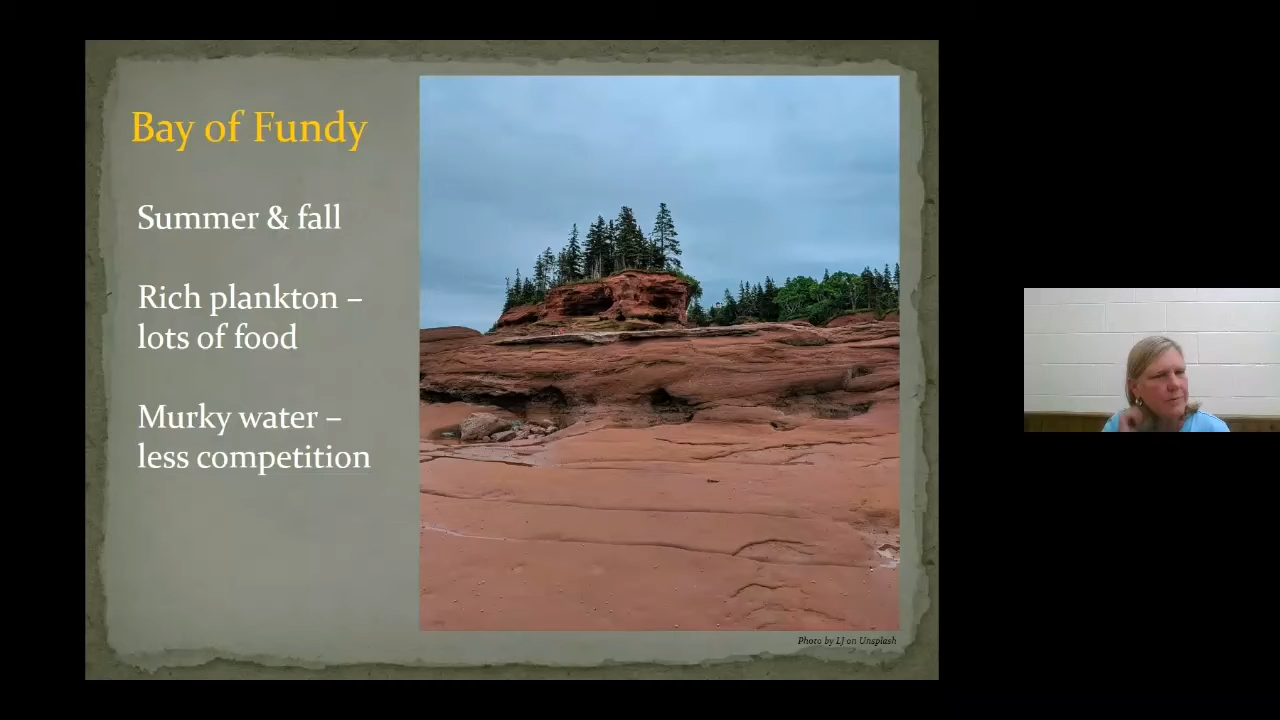 Bay of Fundy
Summer & fall
Rich plankton –
lots of food
Murky water –
less competition
Photo by LJ on Unsplash